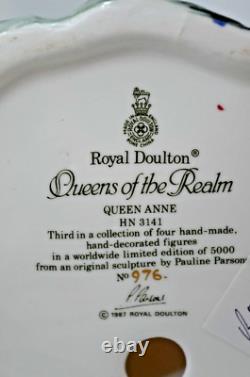 Royal Doulton®
Queens of the Realm
QUEEN ANNE
HN 3141
Third in a collection of four hand-made,
hand-decorated figures
in a worldwide limited edition of 5000
from an original sculpture by Pauline Parson
No 976.
P Parsons
© 1987 ROYAL DOULTON